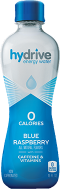 hydrive
energy water
0
CALORIES
BLUE
RASPBERRY
CAFFEINE &
VITAMINS